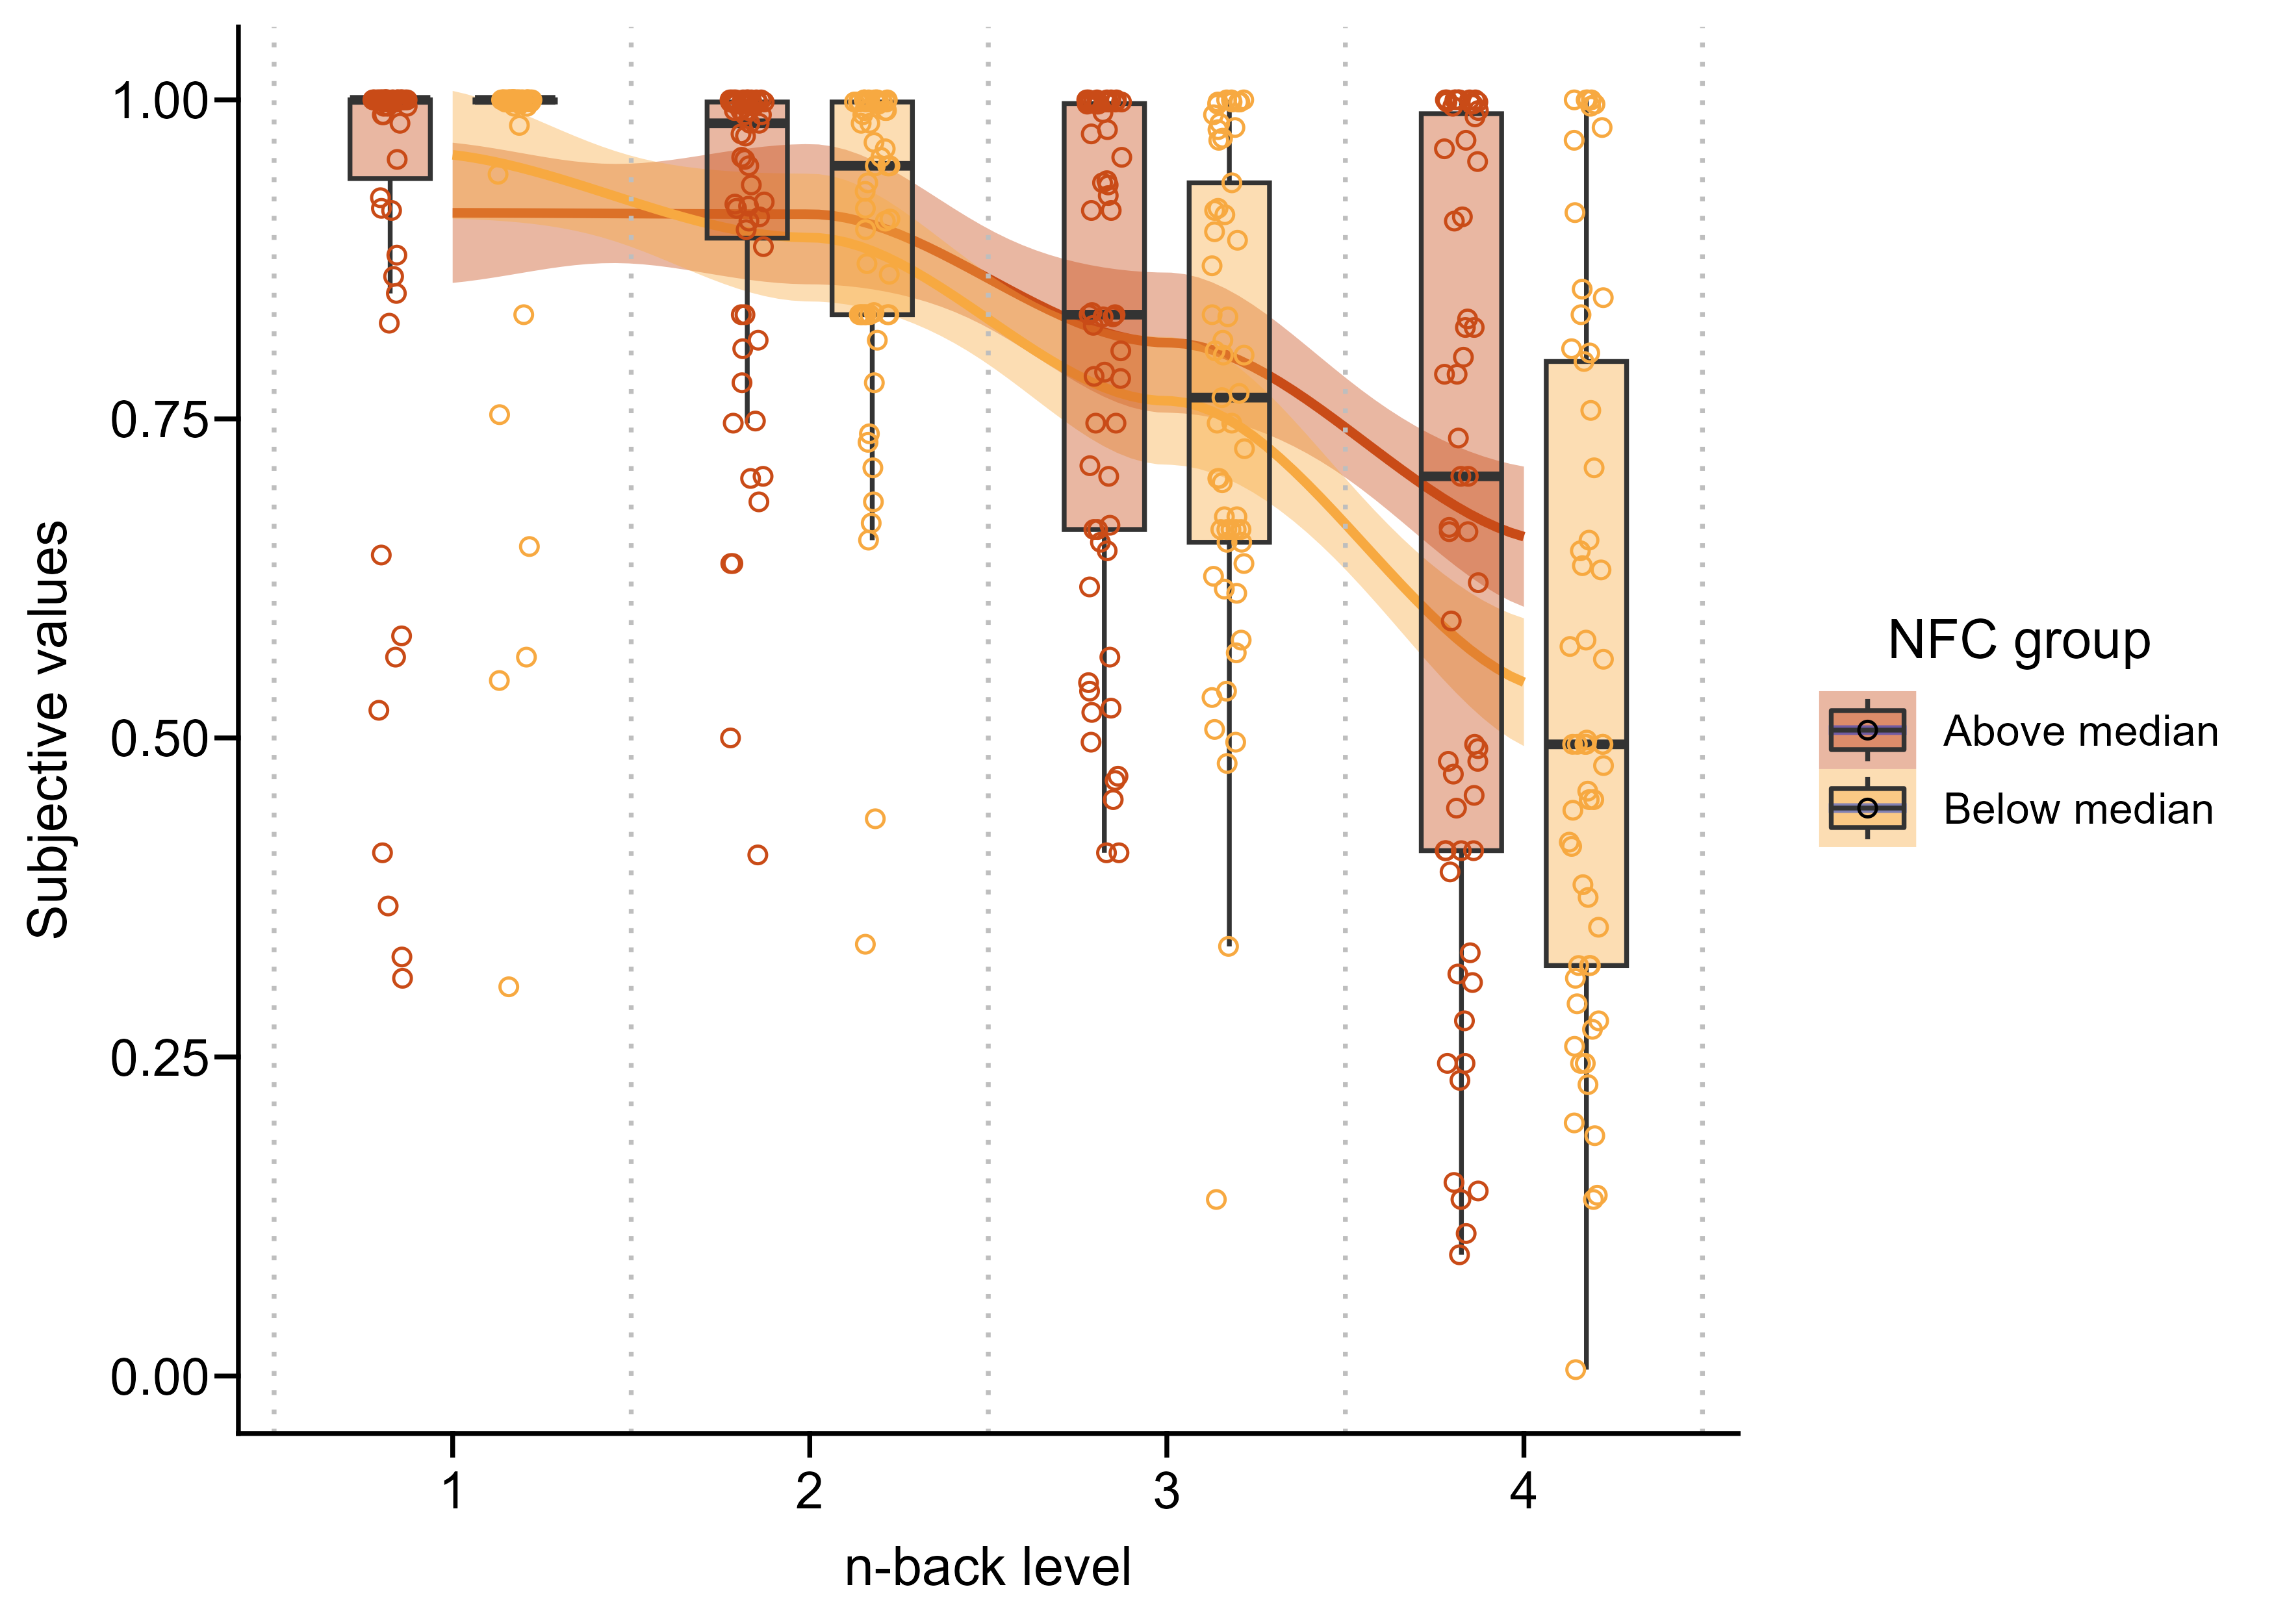 Subjective values
1.00
0.75
0.50
0.25
0.00
1 2 3 4
n-back level
NFC group
Above median
Below median